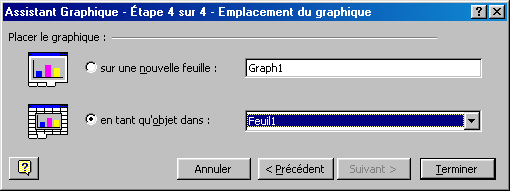 Assistant Graphique - Étape 4 sur 4 - Emplacement du graphique
Placer le graphique :
sur une nouvelle feuille :
Graph1
en tant qu'objet dans :
Feuil1
Annuler
< Précédent
Suivant >
Terminer